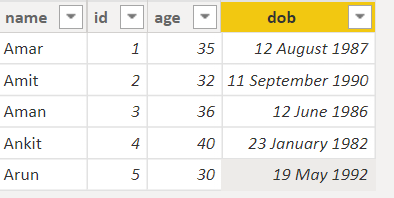 name id age dob
Amar 1 35 12 August 1987
Amit 2 32 11 September 1990
Aman 3 36 12 June 1986
Ankit 4 40 23 January 1982
Arun 5 30 19 May 1992